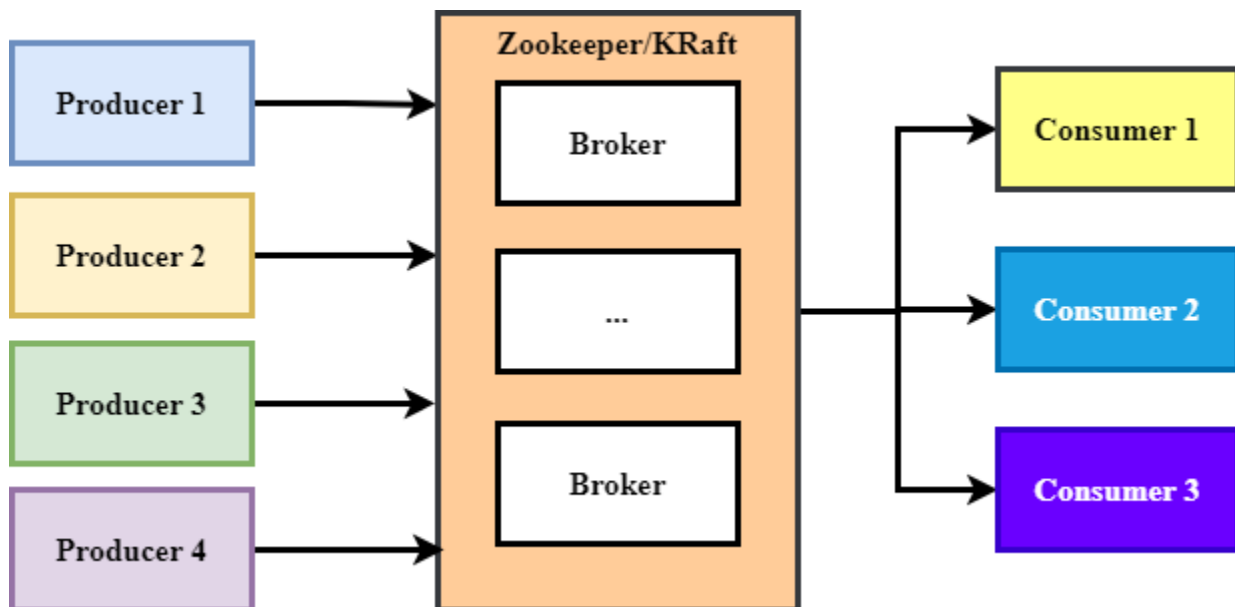 Zookeeper/KRaft
Producer 1
Producer 2
Producer 3
Producer 4
Broker
...
Broker
Consumer 1
Consumer 2
Consumer 3